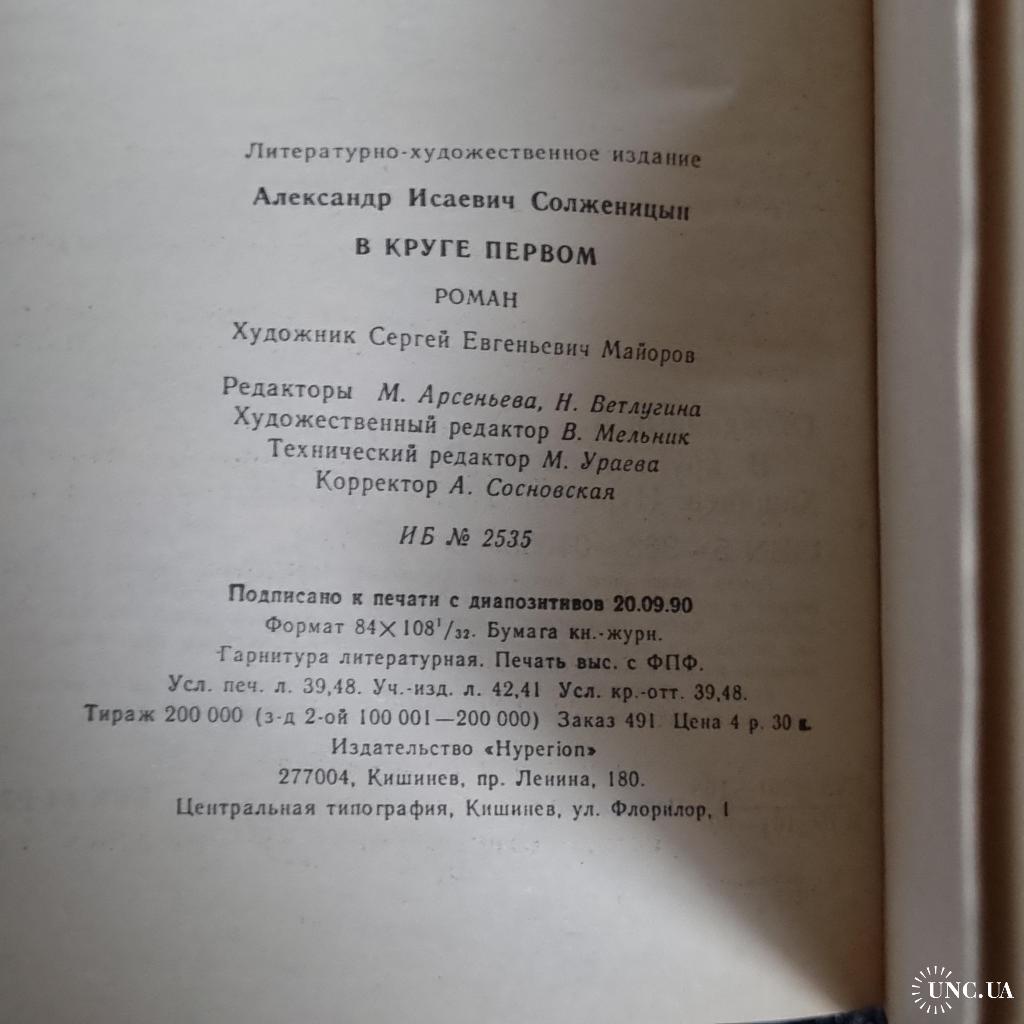 Литературно-художественное издание
Александр Исаевич Солженицын
В КРУГЕ ПЕРВОМ
РОМАН
Художник Сергей Евгеньевич Майоров
Редакторы М. Арсеньева, Н. Ветлугина
Художественный редактор В. Мельник
Технический редактор М. Ураева
Корректор А. Сосновская
ИБ № 2535
Подписано к печати с диапозитивов 20.09.90
Формат 84×108¹/₃₂. Бумага кн.-журн.
Гарнитура литературная. Печать выс. с ФПФ.
Усл. печ. л. 39,48. Уч.-изд. л. 42,41 Усл. кр.-отт. 39,48.
Тираж 200 000 (з-д 2-ой 100 001—200 000) Заказ 491 Цена 4 р. 30 к.
Издательство «Hyperion»
277004, Кишинев, пр. Ленина, 180.
Центральная типография, Кишинев, ул. Флорилор, 1
UNC.UA